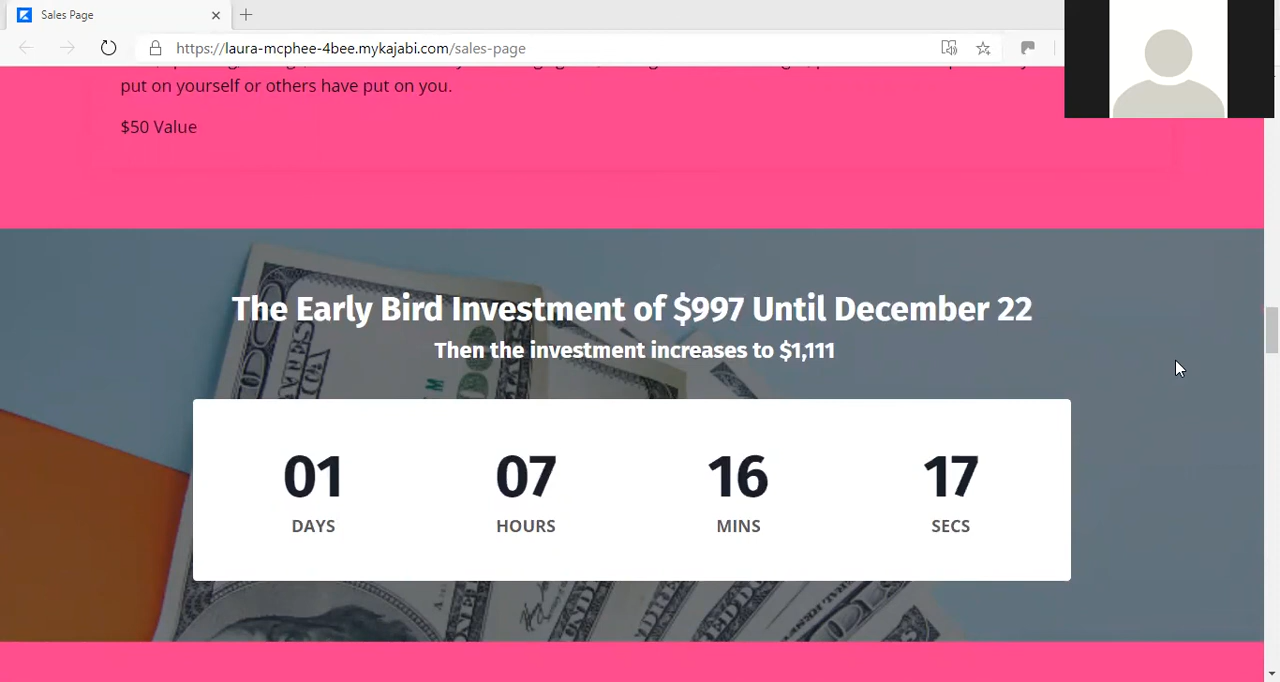 Sales Page
https://laura-mcphee-4bee.mykajabi.com/sales-page
put on yourself or others have put on you.
$50 Value
The Early Bird Investment of $997 Until December 22
Then the investment increases to $1,111
01 07 16 17
DAYS HOURS MINS SECS